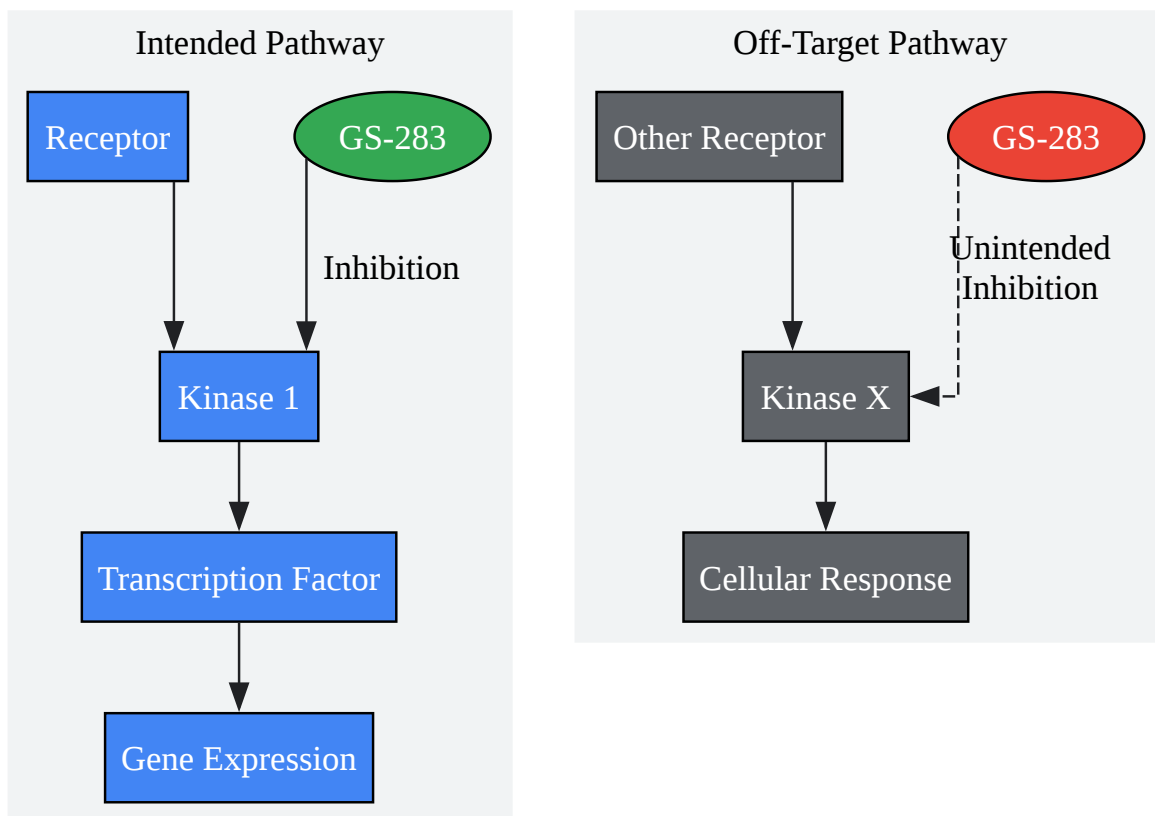 Intended Pathway
Receptor
GS-283
Inhibition
Kinase 1
Transcription Factor
Gene Expression
Off-Target Pathway
Other Receptor
GS-283
Unintended
Inhibition
Kinase X
Cellular Response